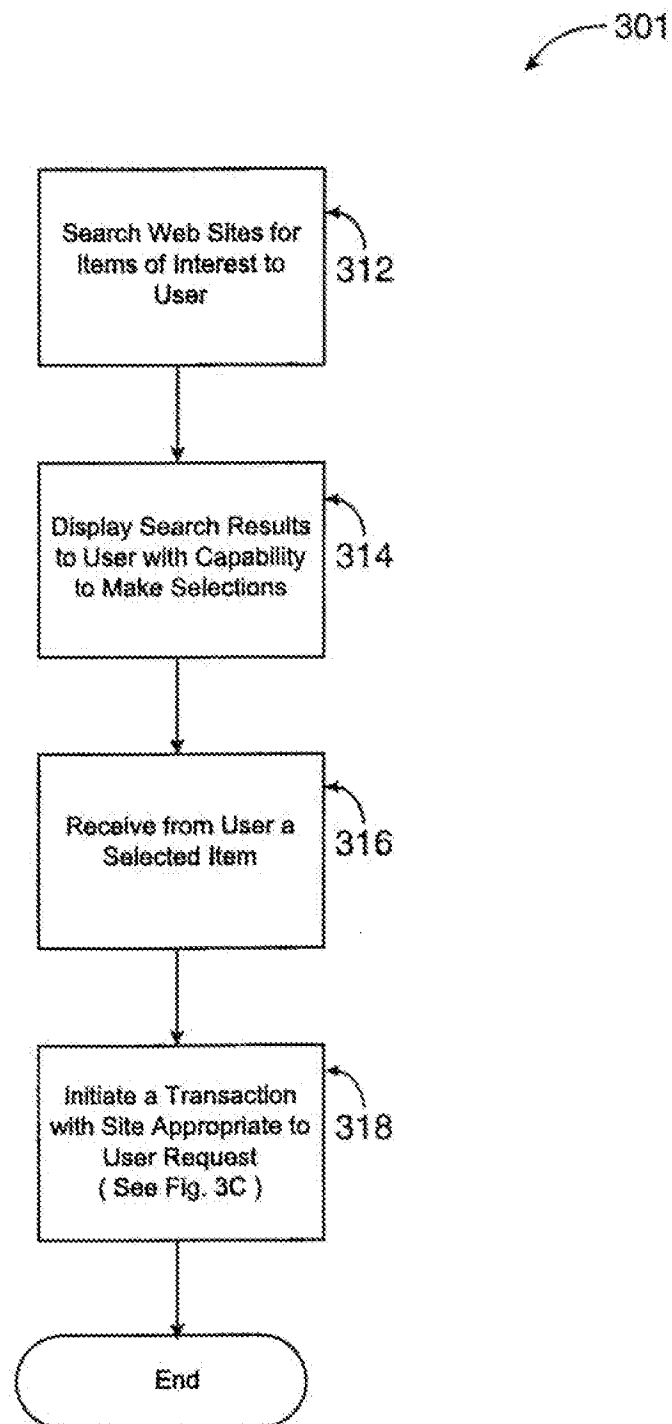 301
Search Web Sites for
Items of Interest to
User
312
Display Search Results
to User with Capability
to Make Selections
314
Receive from User a
Selected Item
316
Initiate a Transaction
with Site Appropriate to
User Request
( See Fig. 3C )
318
End